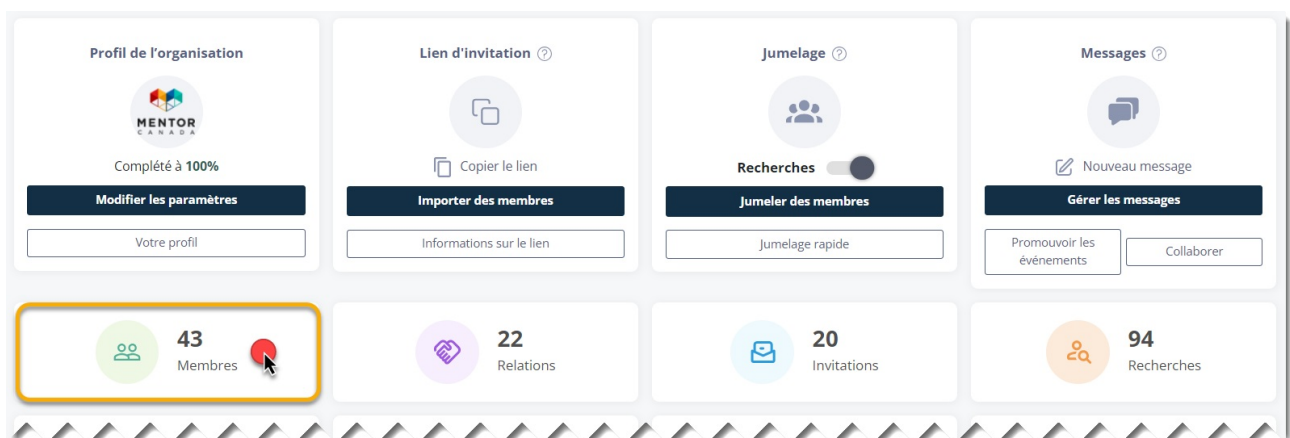 Profil de l’organisation
MENTOR
CANADA
Complété à 100%
Modifier les paramètres
Votre profil
Lien d'invitation ?
Copier le lien
Importer des membres
Informations sur le lien
Jumelage ?
Recherches
Jumeler des membres
Jumelage rapide
Messages ?
Nouveau message
Gérer les messages
Promouvoir les
événements
Collaborer
43
Membres
22
Relations
20
Invitations
94
Recherches